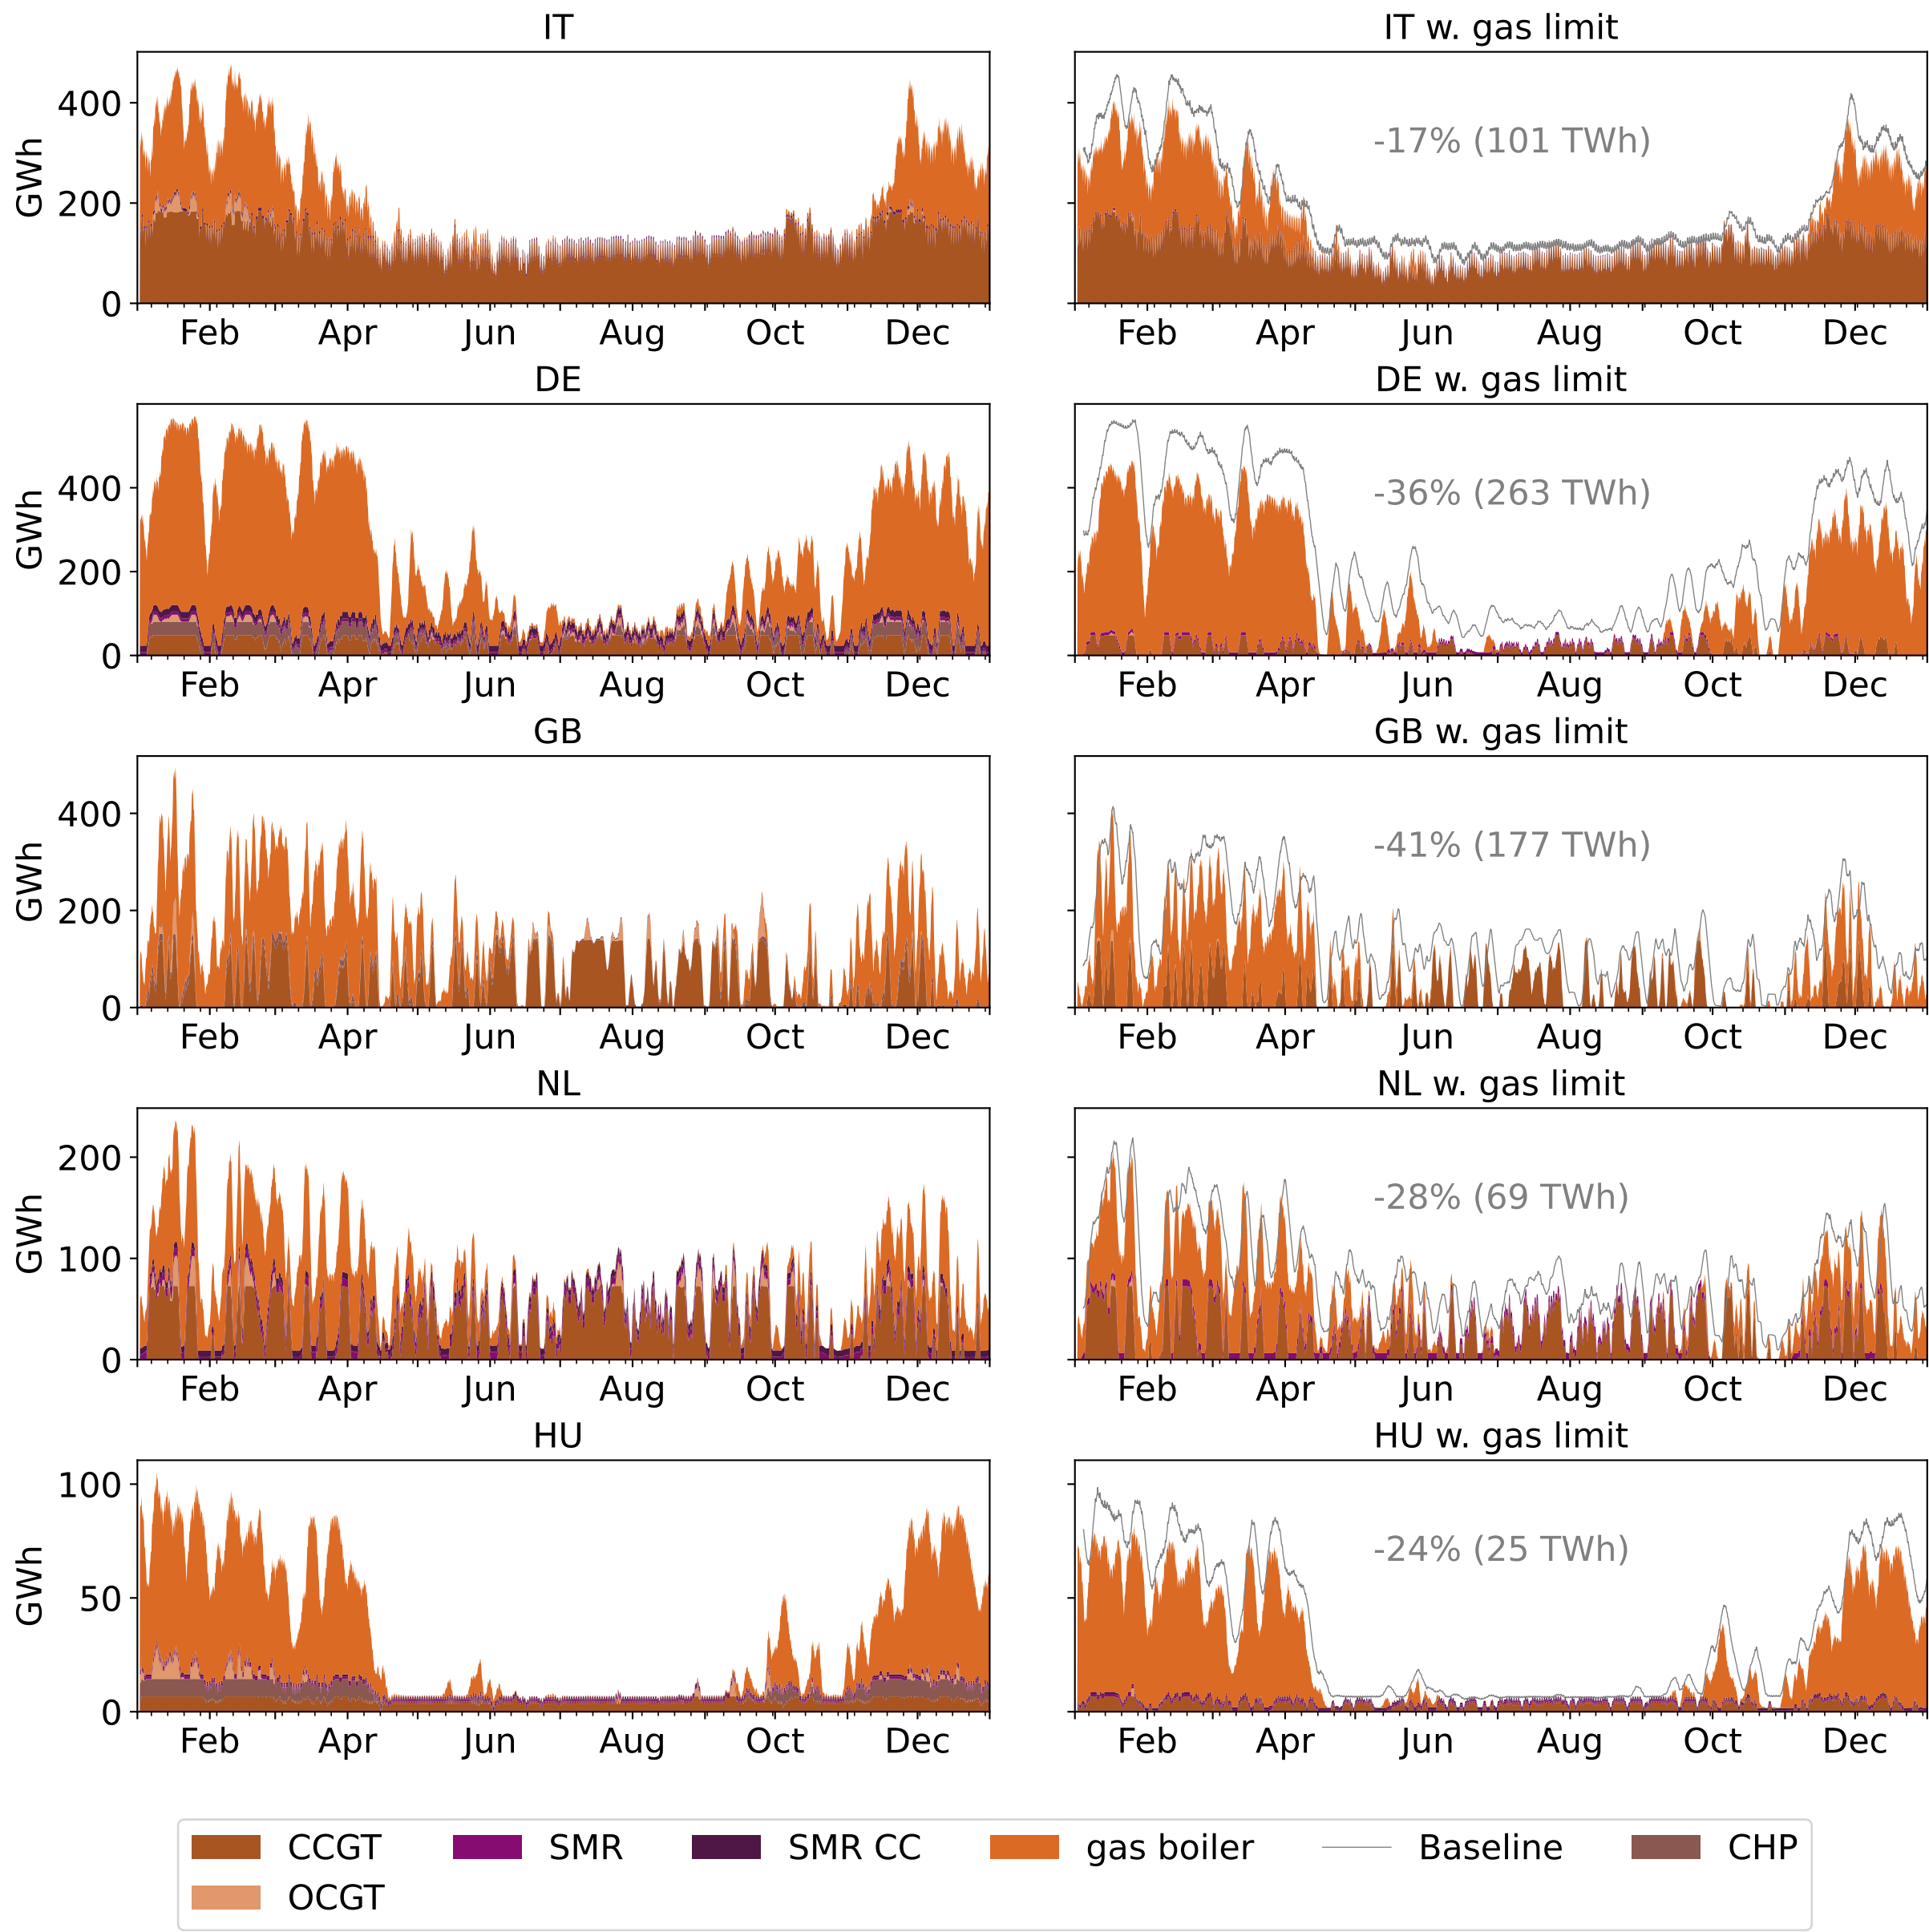 IT
IT w. gas limit
GWh
400
200
0
-17% (101 TWh)
Feb Apr Jun Aug Oct Dec
Feb Apr Jun Aug Oct Dec
DE
DE w. gas limit
GWh
400
200
0
-36% (263 TWh)
Feb Apr Jun Aug Oct Dec
Feb Apr Jun Aug Oct Dec
GB
GB w. gas limit
GWh
400
200
0
-41% (177 TWh)
Feb Apr Jun Aug Oct Dec
Feb Apr Jun Aug Oct Dec
NL
NL w. gas limit
GWh
200
100
0
-28% (69 TWh)
Feb Apr Jun Aug Oct Dec
Feb Apr Jun Aug Oct Dec
HU
HU w. gas limit
GWh
100
50
0
-24% (25 TWh)
Feb Apr Jun Aug Oct Dec
Feb Apr Jun Aug Oct Dec
CCGT SMR SMR CC gas boiler Baseline CHP
OCGT